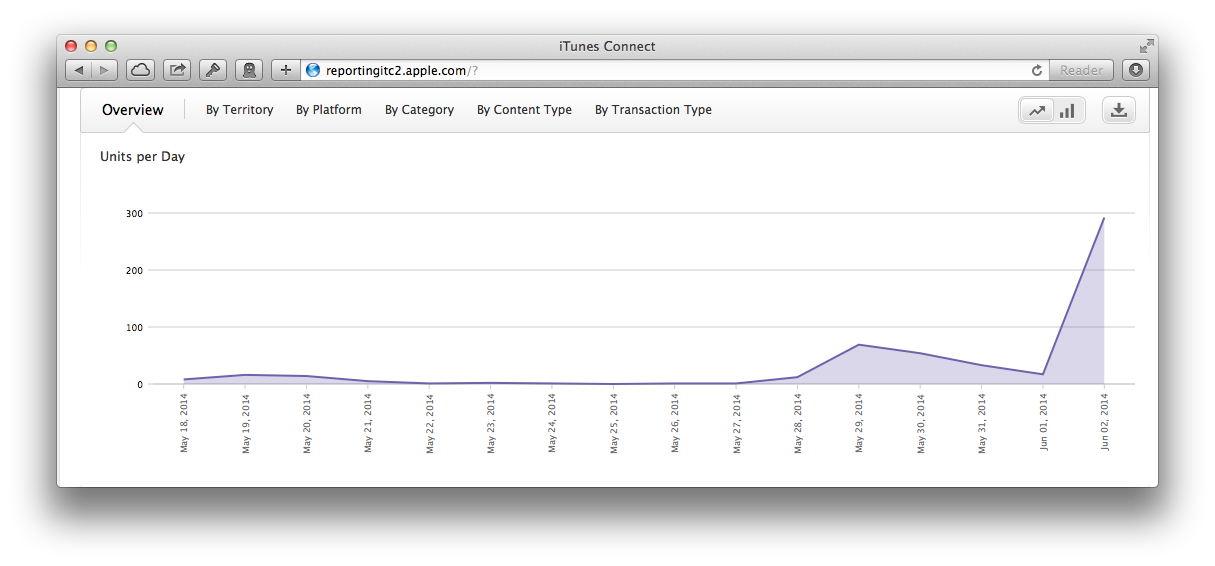 iTunes Connect
reportingitc2.apple.com/?
Reader
Overview
By Territory
By Platform
By Category
By Content Type
By Transaction Type
Units per Day
300
200
100
0
May 18, 2014
May 19, 2014
May 20, 2014
May 21, 2014
May 22, 2014
May 23, 2014
May 24, 2014
May 25, 2014
May 26, 2014
May 27, 2014
May 28, 2014
May 29, 2014
May 30, 2014
May 31, 2014
Jun 01, 2014
Jun 02, 2014